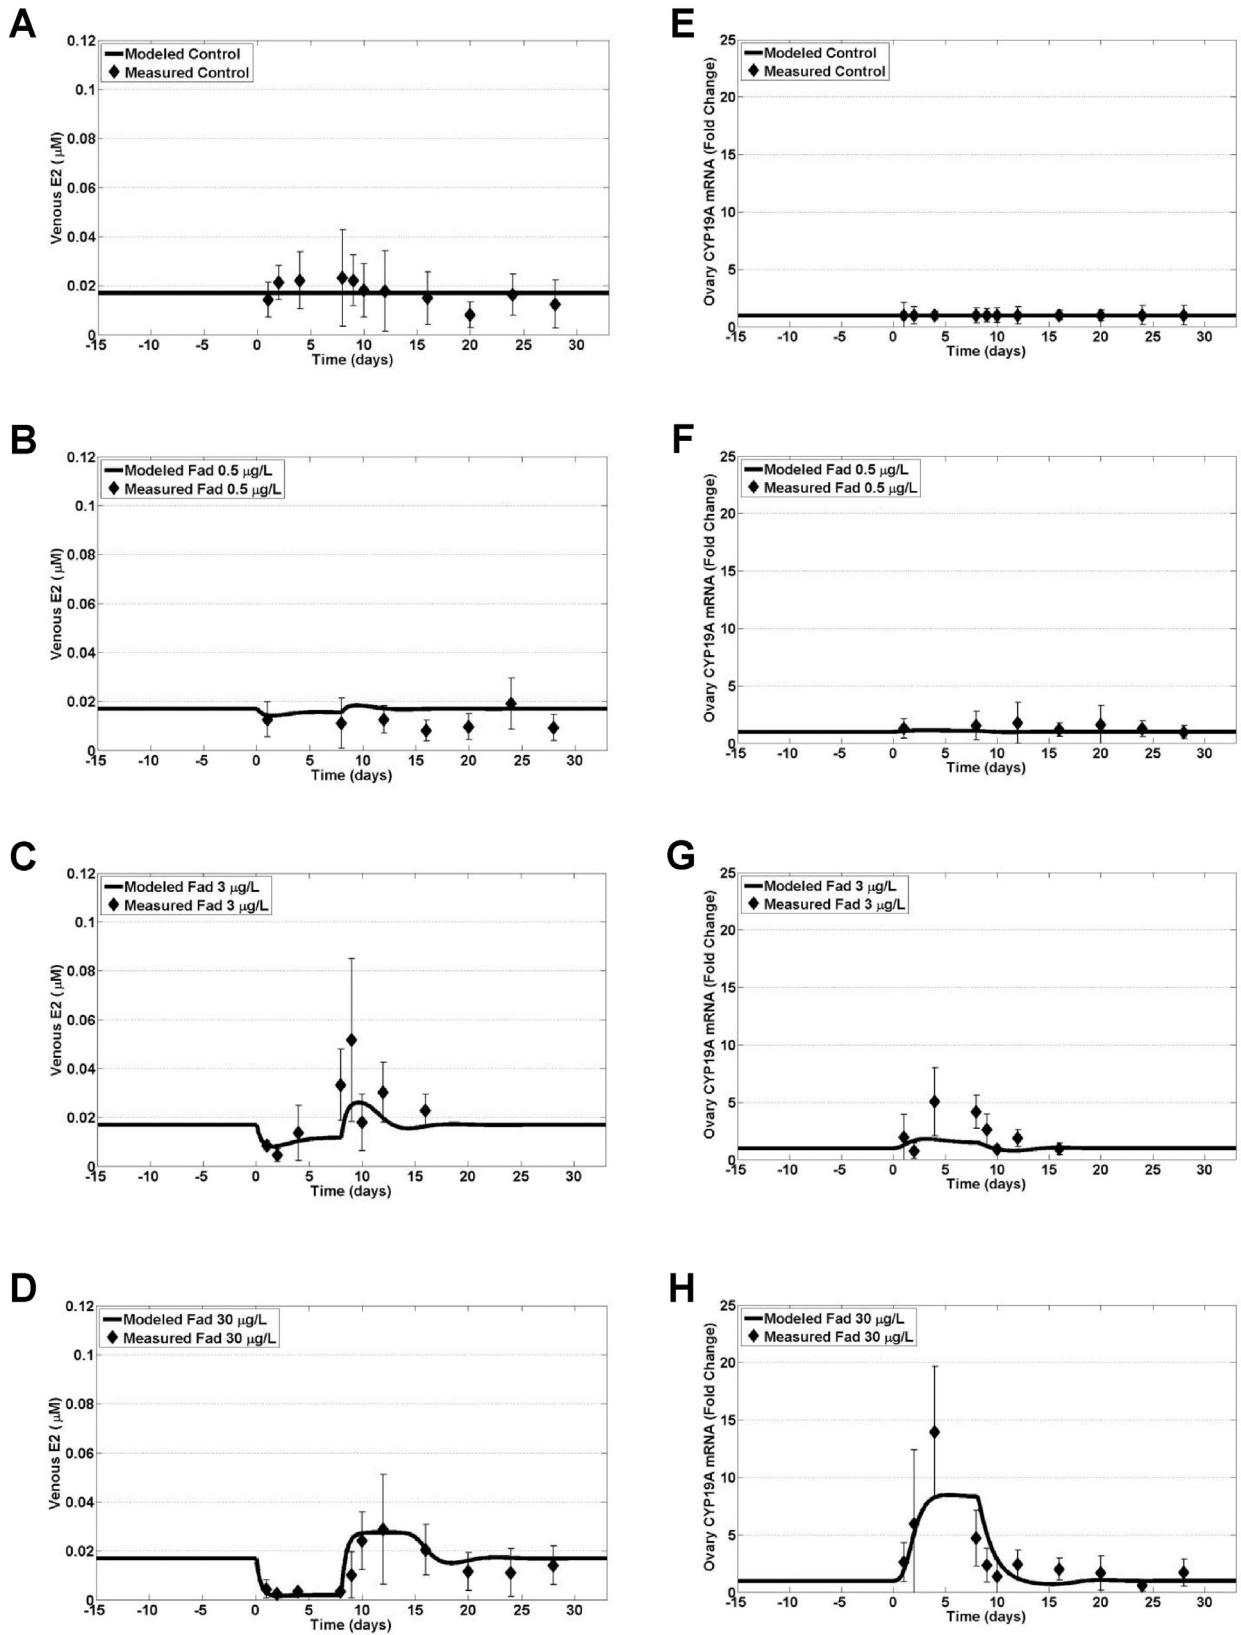 A
Modeled Control
Measured Control
Venous E2 (μM)
0.12
0.1
0.08
0.06
0.04
0.02
0
-15 -10 -5 0 5 10 15 20 25 30
Time (days)
E
Modeled Control
Measured Control
Ovary CYP19A mRNA (Fold Change)
25
20
15
10
5
0
-15 -10 -5 0 5 10 15 20 25 30
Time (days)
B
Modeled Fad 0.5 μg/L
Measured Fad 0.5 μg/L
Venous E2 (μM)
0.12
0.1
0.08
0.06
0.04
0.02
0
-15 -10 -5 0 5 10 15 20 25 30
Time (days)
F
Modeled Fad 0.5 μg/L
Measured Fad 0.5 μg/L
Ovary CYP19A mRNA (Fold Change)
25
20
15
10
5
0
-15 -10 -5 0 5 10 15 20 25 30
Time (days)
C
Modeled Fad 3 μg/L
Measured Fad 3 μg/L
Venous E2 (μM)
0.12
0.1
0.08
0.06
0.04
0.02
0
-15 -10 -5 0 5 10 15 20 25 30
Time (days)
G
Modeled Fad 3 μg/L
Measured Fad 3 μg/L
Ovary CYP19A mRNA (Fold Change)
25
20
15
10
5
0
-15 -10 -5 0 5 10 15 20 25 30
Time (days)
D
Modeled Fad 30 μg/L
Measured Fad 30 μg/L
Venous E2 (μM)
0.12
0.1
0.08
0.06
0.04
0.02
0
-15 -10 -5 0 5 10 15 20 25 30
Time (days)
H
Modeled Fad 30 μg/L
Measured Fad 30 μg/L
Ovary CYP19A mRNA (Fold Change)
25
20
15
10
5
0
-15 -10 -5 0 5 10 15 20 25 30
Time (days)